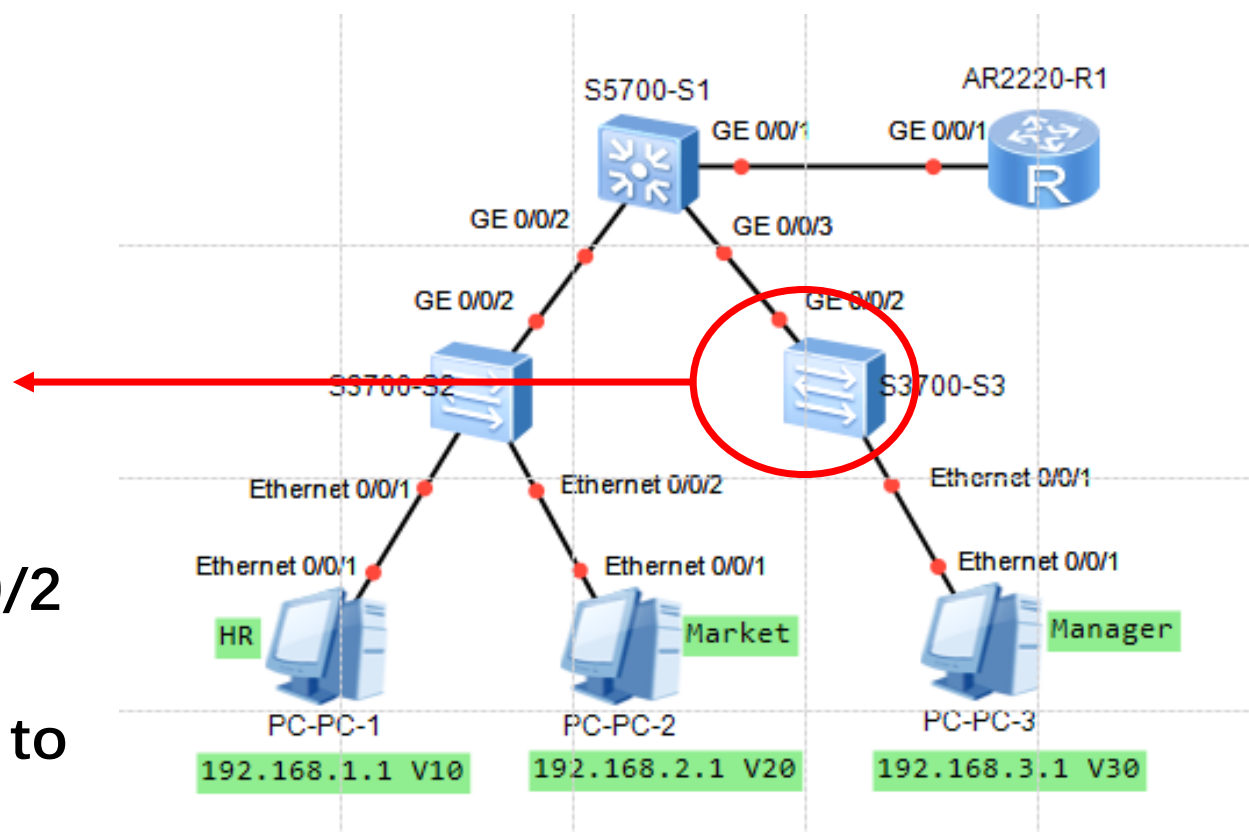 AR2220-R1
S5700-S1
GE 0/0/1
GE 0/0/1
GE 0/0/2
GE 0/0/3
GE 0/0/2
GE 0/0/2
S3700-S2
S3700-S3
Ethernet 0/0/1
Ethernet 0/0/2
Ethernet 0/0/1
Ethernet 0/0/1
Ethernet 0/0/1
Ethernet 0/0/1
/2
HR
Market
Manager
to
PC-PC-1
PC-PC-2
PC-PC-3
192.168.1.1 V10
192.168.2.1 V20
192.168.3.1 V30